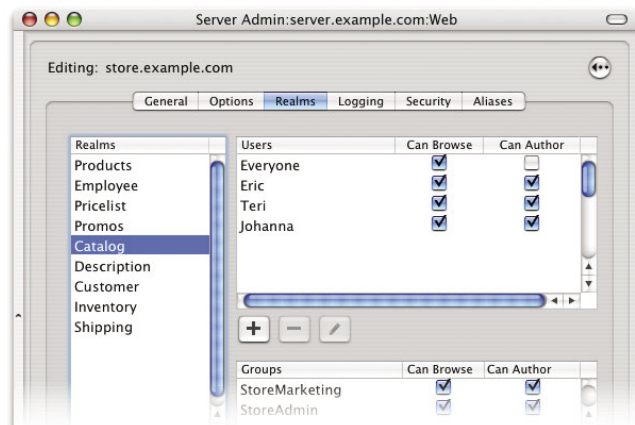 Server Admin:server.example.com:Web
Editing: store.example.com
General Options Realms Logging Security Aliases
Realms
Products
Employee
Pricelist
Promos
Catalog
Description
Customer
Inventory
Shipping
Users Can Browse Can Author
Everyone
Eric
Teri
Johanna
Groups Can Browse Can Author
StoreMarketing
StoreAdmin